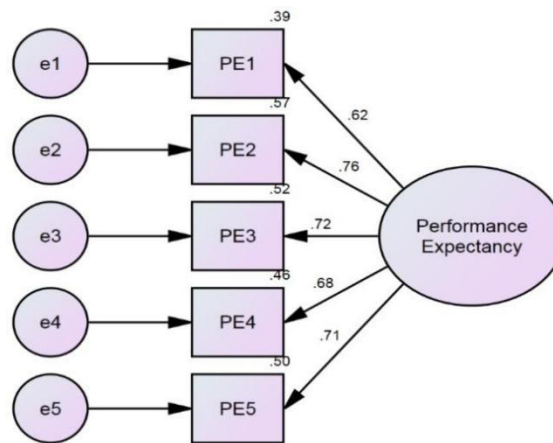 .39
e1
PE1
.62
.57
e2
PE2
.76
.52
e3
PE3
.72
Performance
Expectancy
.46
e4
PE4
.68
.71
.50
e5
PE5